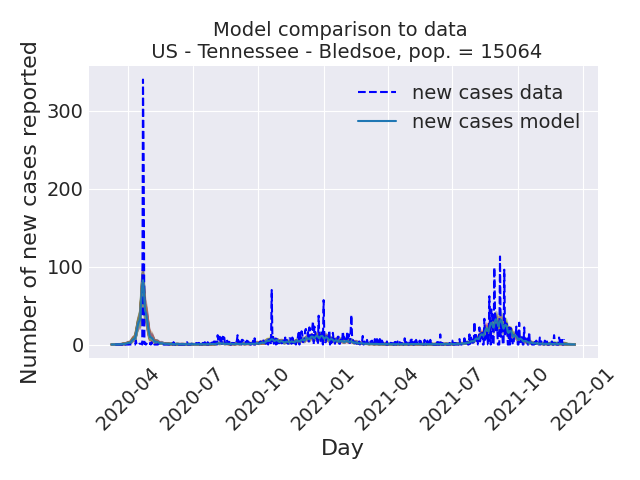 Model comparison to data
US - Tennessee - Bledsoe, pop. = 15064
new cases data
new cases model
Number of new cases reported
300
200
100
0
2020-04
2020-07
2020-10
2021-01
2021-04
2021-07
2021-10
2022-01
Day